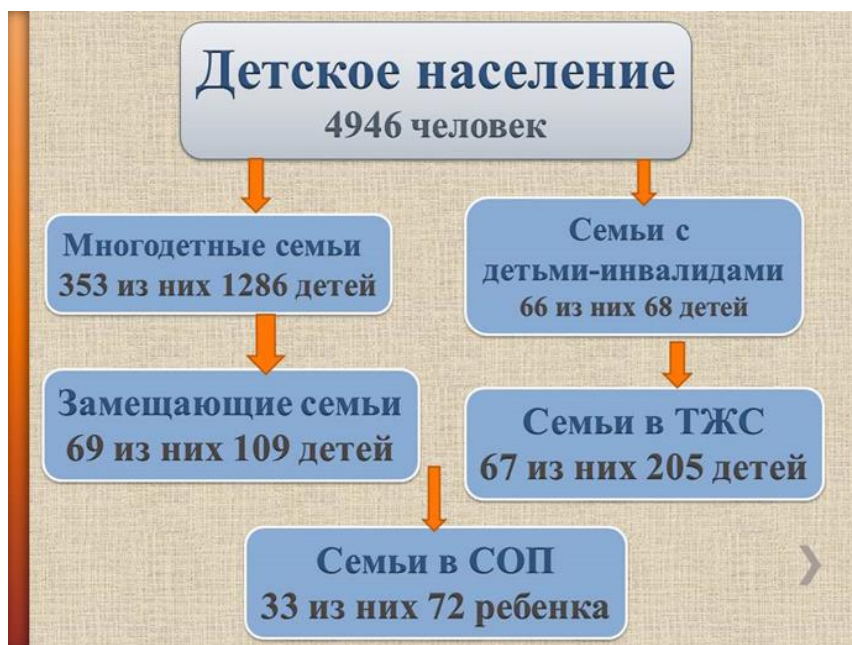 Детское население
4946 человек
Многодетные семьи
353 из них 1286 детей
Семьи с
детьми-инвалидами
66 из них 68 детей
Замещающие семьи
69 из них 109 детей
Семьи в ТЖС
67 из них 205 детей
Семьи в СОП
33 из них 72 ребенка